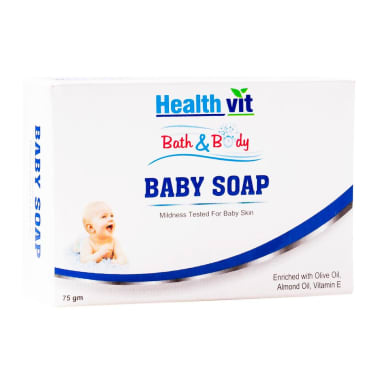 Health vit
Bath & Body
BABY SOAP
Mildness Tested For Baby Skin
Enriched with Olive Oil,
Almond Oil, Vitamin E
75 gm
BABY SOAP